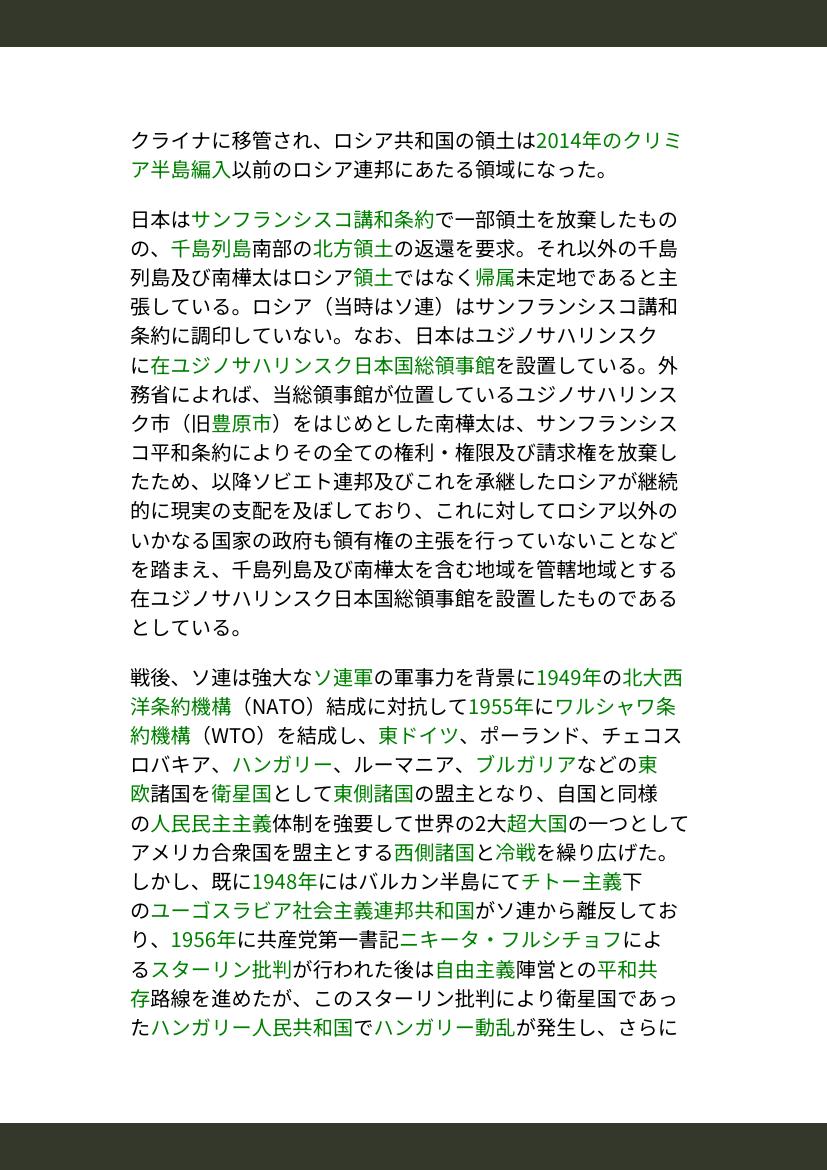 クライナに移管され、ロシア共和国の領土は2014年のクリミ
ア半島編入以前のロシア連邦にあたる領域になった。
日本はサンフランシスコ講和条約で一部領土を放棄したもの
の、千島列島南部の北方領土の返還を要求。それ以外の千島
列島及び南樺太はロシア領土ではなく帰属未定地であると主
張している。ロシア（当時はソ連）はサンフランシスコ講和
条約に調印していない。なお、日本はユジノサハリンスク
に在ユジノサハリンスク日本国総領事館を設置している。外
務省によれば、当総領事館が位置しているユジノサハリンス
ク市（旧豊原市）をはじめとした南樺太は、サンフランシス
コ平和条約によりその全ての権利・権限及び請求権を放棄し
たため、以降ソビエト連邦及びこれを承継したロシアが継続
的に現実の支配を及ぼしており、これに対してロシア以外の
いかなる国家の政府も領有権の主張を行っていないことなど
を踏まえ、千島列島及び南樺太を含む地域を管轄地域とする
在ユジノサハリンスク日本国総領事館を設置したものである
としている。
戦後、ソ連は強大なソ連軍の軍事力を背景に1949年の北大西
洋条約機構（NATO）結成に対抗して1955年にワルシャワ条
約機構（WTO）を結成し、東ドイツ、ポーランド、チェコス
ロバキア、ハンガリー、ルーマニア、ブルガリアなどの東
欧諸国を衛星国として東側諸国の盟主となり、自国と同様
の人民民主主義体制を強要して世界の2大超大国の一つとして
アメリカ合衆国を盟主とする西側諸国と冷戦を繰り広げた。
しかし、既に1948年にはバルカン半島にてチトー主義下
のユーゴスラビア社会主義連邦共和国がソ連から離反してお
り、1956年に共産党第一書記ニキータ・フルシチョフによ
るスターリン批判が行われた後は自由主義陣営との平和共
存路線を進めたが、このスターリン批判により衛星国であっ
たハンガリー人民共和国でハンガリー動乱が発生し、さらに